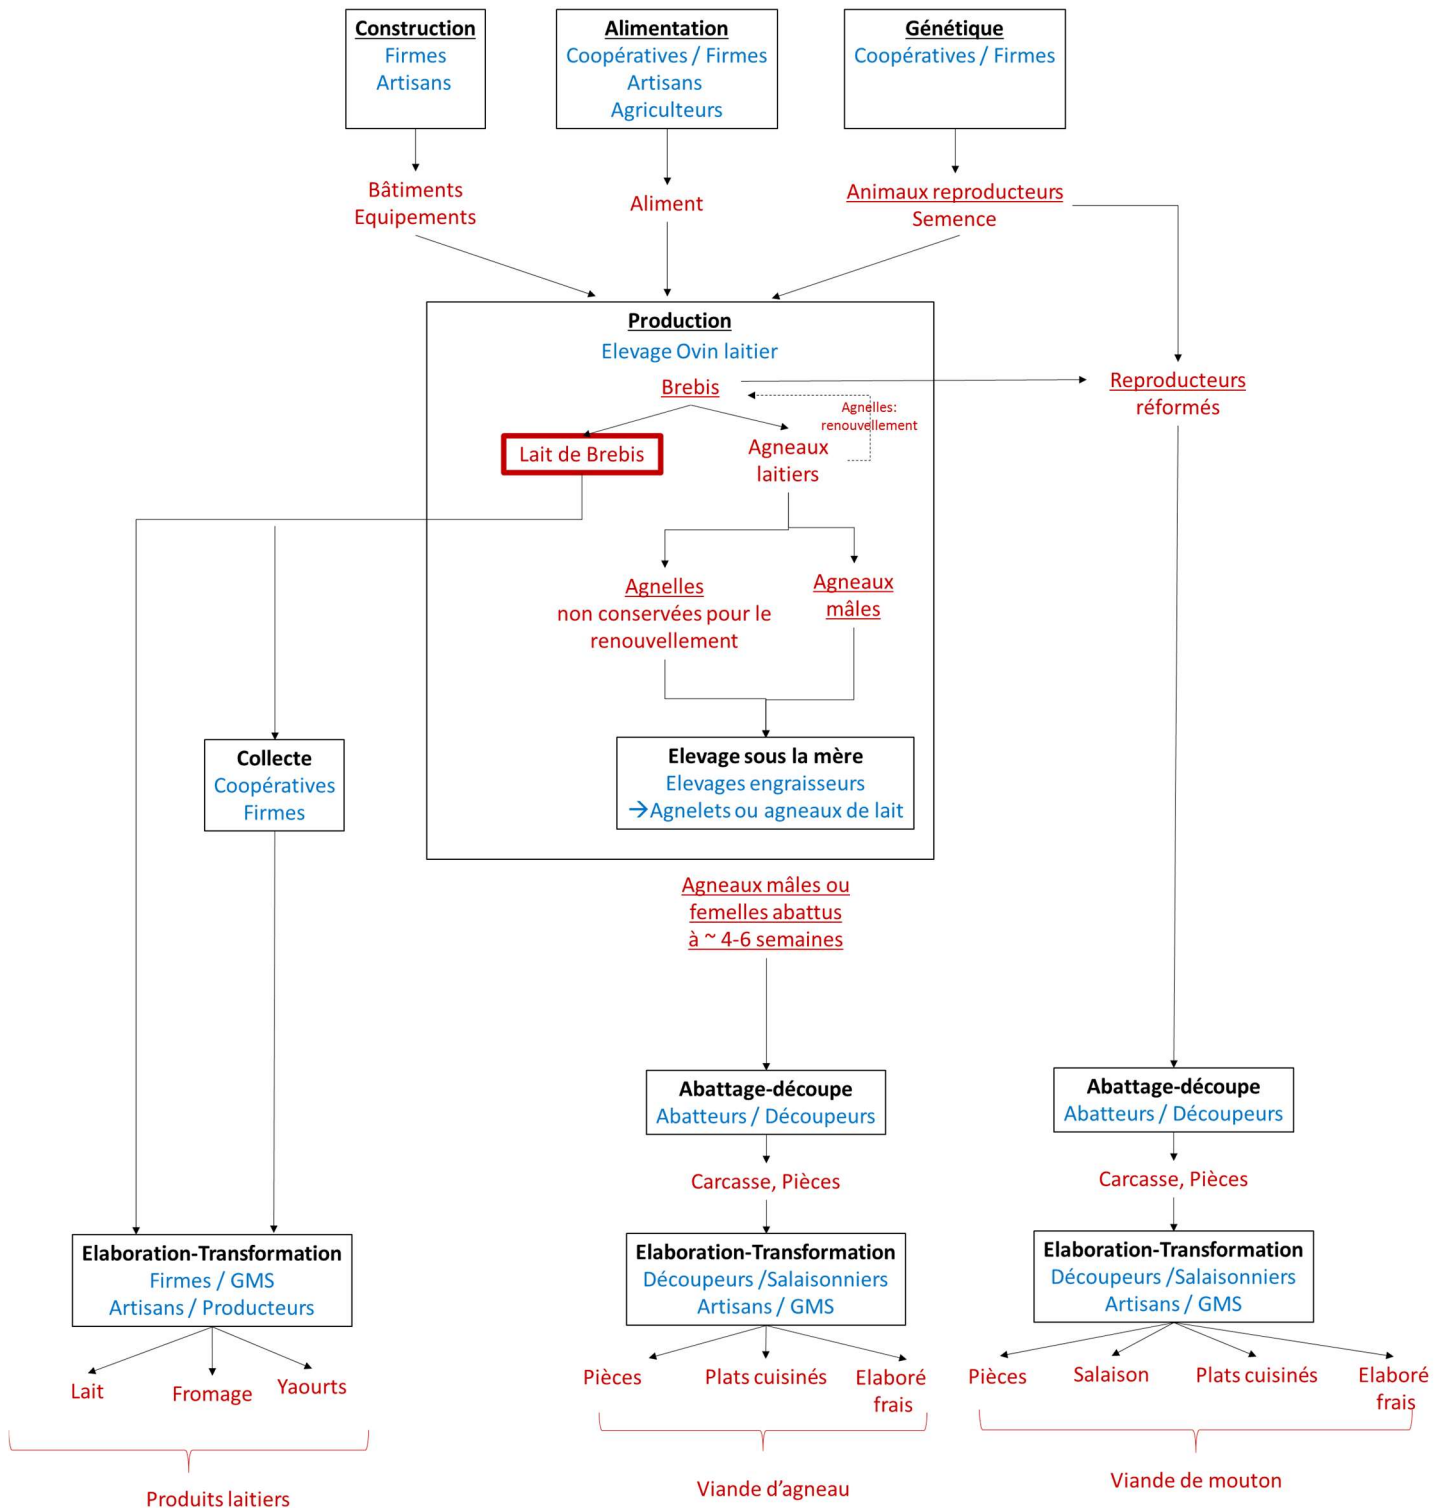 Construction
Firmes
Artisans
Alimentation
Coopératives / Firmes
Artisans
Agriculteurs
Génétique
Coopératives / Firmes
Bâtiments
Equipements
Aliment
Animaux reproducteurs
Semence
Production
Elevage Ovin laitier
Brebis
Agnelles:
renouvellement
Reproducteurs
réformés
Lait de Brebis
Agneaux
laitiers
Agnelles
non conservées pour le
renouvellement
Agneaux
mâles
Collecte
Coopératives
Firmes
Elevage sous la mère
Elevages engraisseurs
→Agnelets ou agneaux de lait
Agneaux mâles ou
femelles abattus
à ~ 4-6 semaines
Abattage-découpe
Abatteurs / Découpeurs
Abattage-découpe
Abatteurs / Découpeurs
Carcasse, Pièces
Carcasse, Pièces
Elaboration-Transformation
Firmes / GMS
Artisans / Producteurs
Elaboration-Transformation
Découpeurs /Salaisonniers
Artisans / GMS
Elaboration-Transformation
Découpeurs /Salaisonniers
Artisans / GMS
Lait
Fromage
Yaourts
Pièces
Plats cuisinés
Elaboré
frais
Pièces
Salaison
Plats cuisinés
Elaboré
frais
Produits laitiers
Viande d'agneau
Viande de mouton